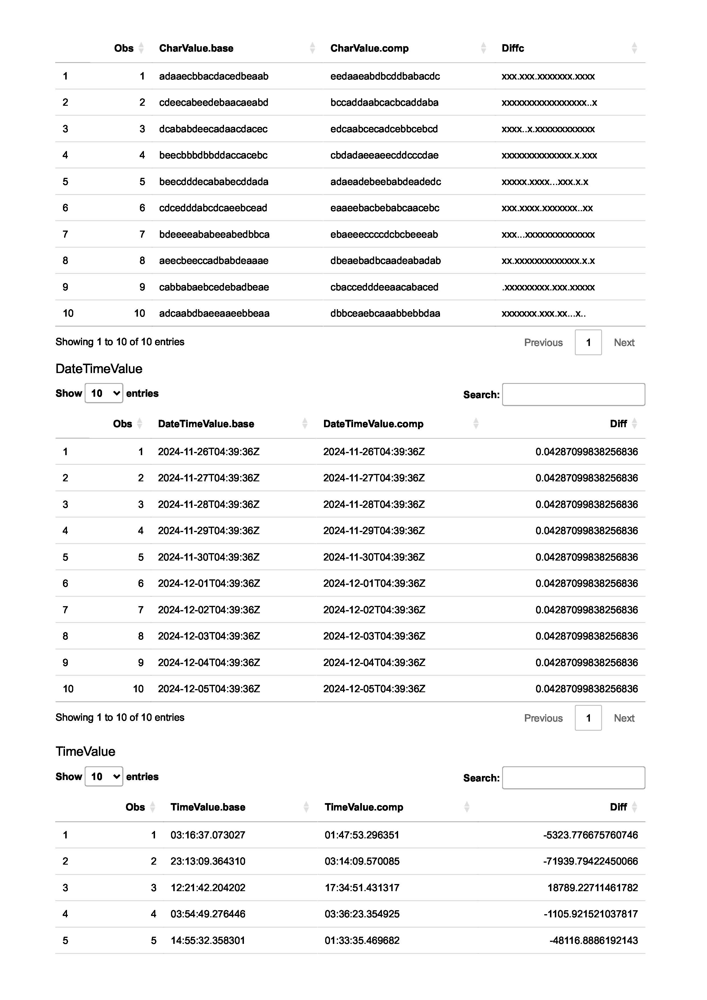 Obs CharValue.base CharValue.comp Diffc
1 1 adaaecbbacdacedbeaab eedaaeabdbcddbabacdc xxx.xxx.xxxxxxx.xxxx
2 2 cdeecabeedebaacaeabd bccaddaabcacbcaddaba xxxxxxxxxxxxxxxxx..x
3 3 dcababdeecadaacdacec edcaabcecadcebbcebcd xxxx..x.xxxxxxxxxxxx
4 4 beecbbbdbbddaccacebc cbdadaeeaeecddcccdae xxxxxxxxxxxxxx.x.xxx
5 5 beecdddecababecddada adaeadebeebabdeadedc xxxxx.xxxx...xxx.x.x
6 6 cdcedddabcdcaeebcead eaaeebacbebabcaacebc xxx.xxxx.xxxxxxx..xx
7 7 bdeeeeababeeabedbbca ebaeeeccccdcbcbeeeab xxx...xxxxxxxxxxxxxx
8 8 aeecbeeccadbabdeaaae dbeaebadbcaadeabadab xx.xxxxxxxxxxxxx.x.x
9 9 cabbabaebcedebadbeae cbaccedddeeaacabaced .xxxxxxxxx.xxx.xxxxx
10 10 adcaabdbaeeaaeebbeaa dbbceaebcaaabbebbdaa xxxxxxx.xxx.xx...x..
Showing 1 to 10 of 10 entries Previous 1 Next
DateTimeValue
Show 10 entries Search:
Obs DateTimeValue.base DateTimeValue.comp Diff
1 1 2024-11-26T04:39:36Z 2024-11-26T04:39:36Z 0.04287099838256836
2 2 2024-11-27T04:39:36Z 2024-11-27T04:39:36Z 0.04287099838256836
3 3 2024-11-28T04:39:36Z 2024-11-28T04:39:36Z 0.04287099838256836
4 4 2024-11-29T04:39:36Z 2024-11-29T04:39:36Z 0.04287099838256836
5 5 2024-11-30T04:39:36Z 2024-11-30T04:39:36Z 0.04287099838256836
6 6 2024-12-01T04:39:36Z 2024-12-01T04:39:36Z 0.04287099838256836
7 7 2024-12-02T04:39:36Z 2024-12-02T04:39:36Z 0.04287099838256836
8 8 2024-12-03T04:39:36Z 2024-12-03T04:39:36Z 0.04287099838256836
9 9 2024-12-04T04:39:36Z 2024-12-04T04:39:36Z 0.04287099838256836
10 10 2024-12-05T04:39:36Z 2024-12-05T04:39:36Z 0.04287099838256836
Showing 1 to 10 of 10 entries Previous 1 Next
TimeValue
Show 10 entries Search:
Obs TimeValue.base TimeValue.comp Diff
1 1 03:16:37.073027 01:47:53.296351 -5323.776675760746
2 2 23:13:09.364310 03:14:09.570085 -71939.79422450066
3 3 12:21:42.204202 17:34:51.431317 18789.22711461782
4 4 03:54:49.276446 03:36:23.354925 -1105.921521037817
5 5 14:55:32.358301 01:33:35.469682 -48116.8886192143